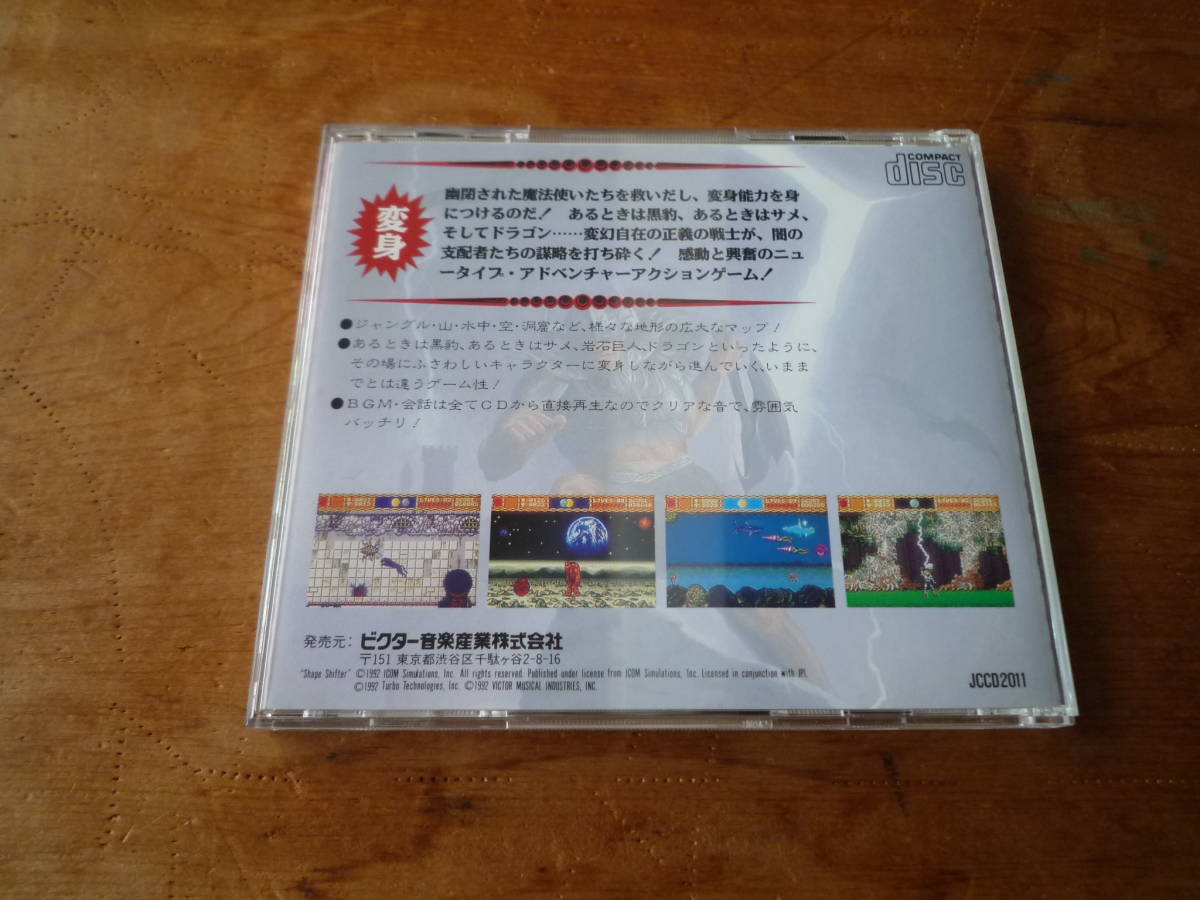 COMPACT
disc
変身
幽閉された魔法使いたちを救いだし、変身能力を身
につけるのだ! あるときは黒豹、あるときはサメ、
そしてドラゴン……変幻自在の正義の戦士が、闇の
支配者たちの謀略を打ち砕く! 感動と興奮のニュ
ータイプ・アドベンチャーアクションゲーム!
●ジャングル・山・水中・空・洞窟など、様々な地形の広大なマップ!
●あるときは黒豹、あるときはサメ、岩石巨人、ドラゴンといったように、
その場にふさわしいキャラクターに変身しながら進んでいく、いまま
でとは違うゲーム性!
●BGM・会話は全てCDから直接再生なのでクリアな音で、雰囲気
バッチリ!
発売元: ビクター音楽産業株式会社
〒151 東京都渋谷区千駄ヶ谷2-8-16
"Shape Shifter" ©1992 ICOM Simulations, Inc. All rights reserved. Published under license from ICOM Simulations, Inc. Licensed in conjunction with IPI.
©1992 Turbo Technologies, Inc. ©1992 VICTOR MUSICAL INDUSTRIES, INC.
JCCD2011